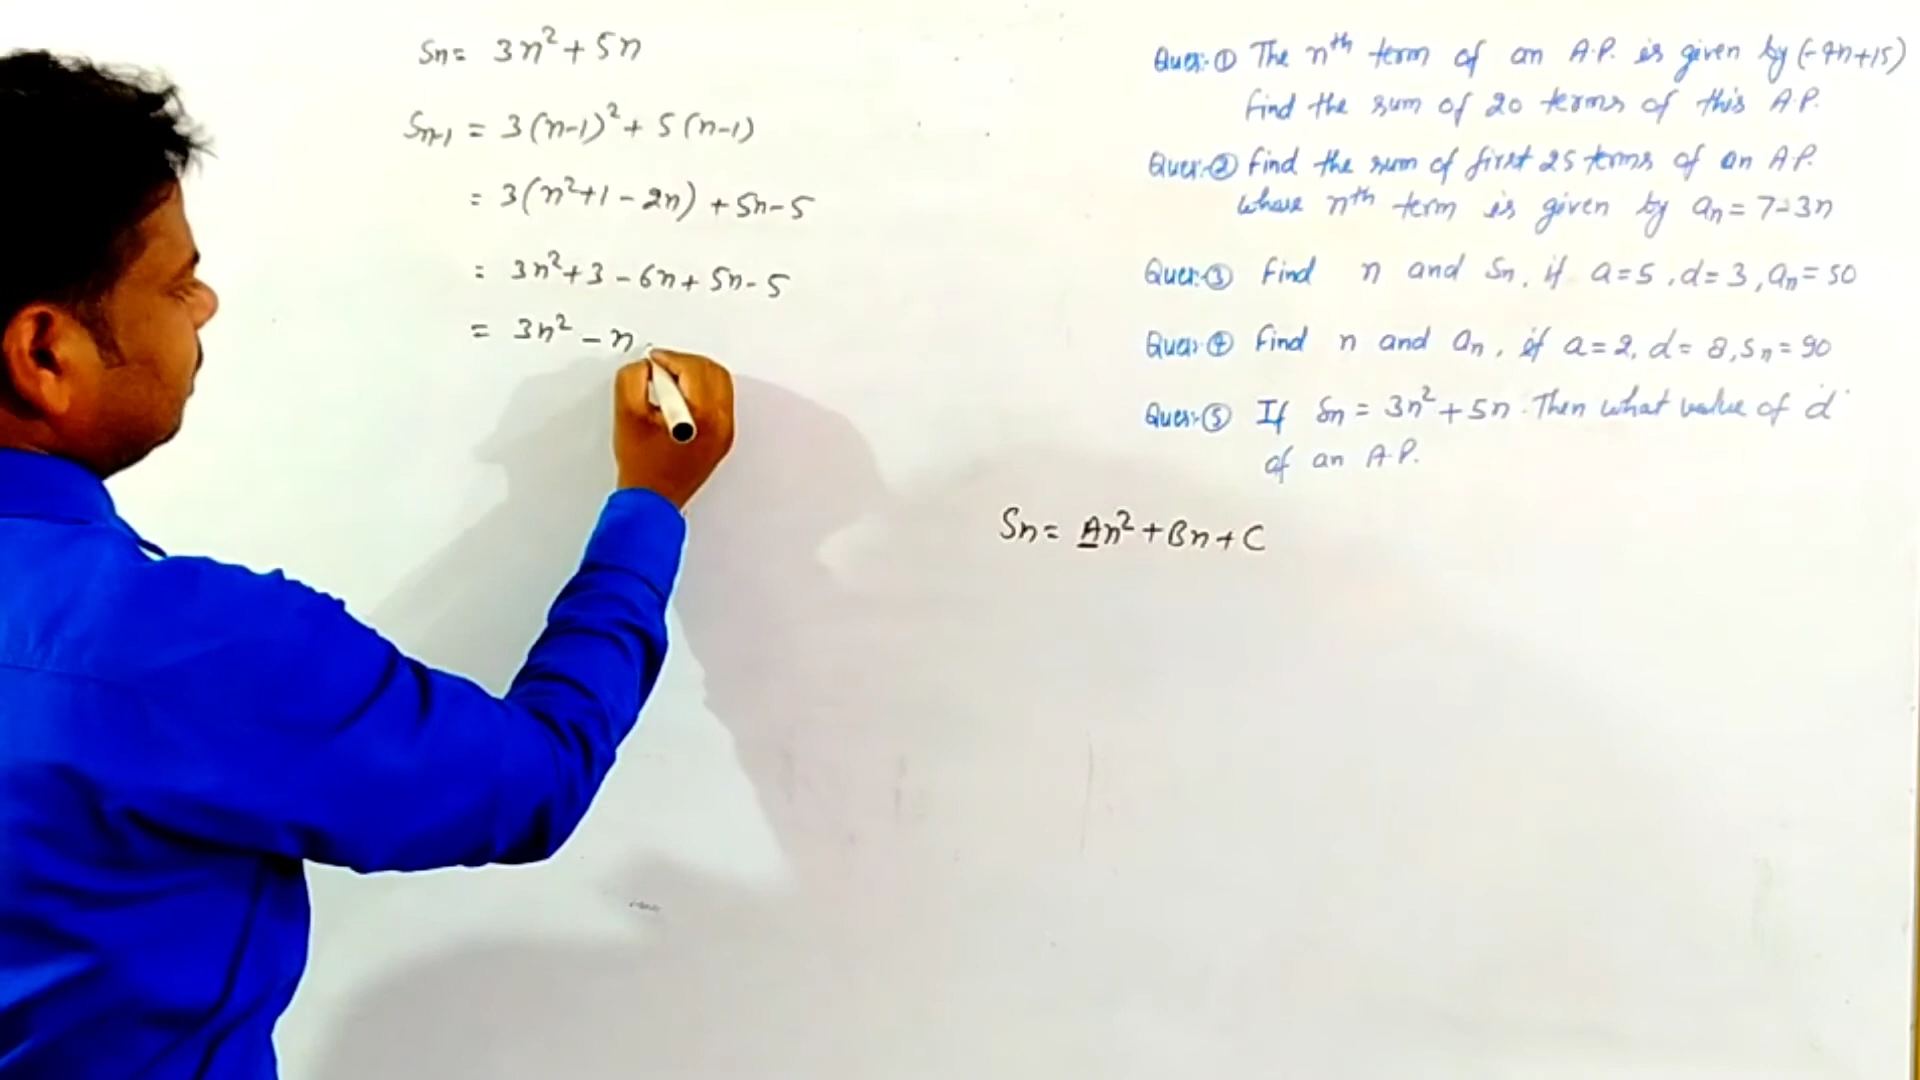 Sn = 3n² + 5n
Sn-1 = 3(n-1)² + 5(n-1)
= 3(n²+1-2n) + 5n-5
= 3n²+3-6n+5n-5
= 3n² - n
Ques:-① The nth term of an A.P. is given by (-4n+15)
find the sum of 20 terms of this A.P.
Ques:-② find the sum of first 25 terms of an A.P.
whose nth term is given by an = 7-3n
Ques:-③ find n and Sn, if a=5, d=3, an=50
Ques:-④ find n and an, if a=2, d=8, Sn=90
Ques:-⑤ If Sn = 3n²+5n. Then what value of 'd'
of an A.P.
Sn = An²+Bn+C